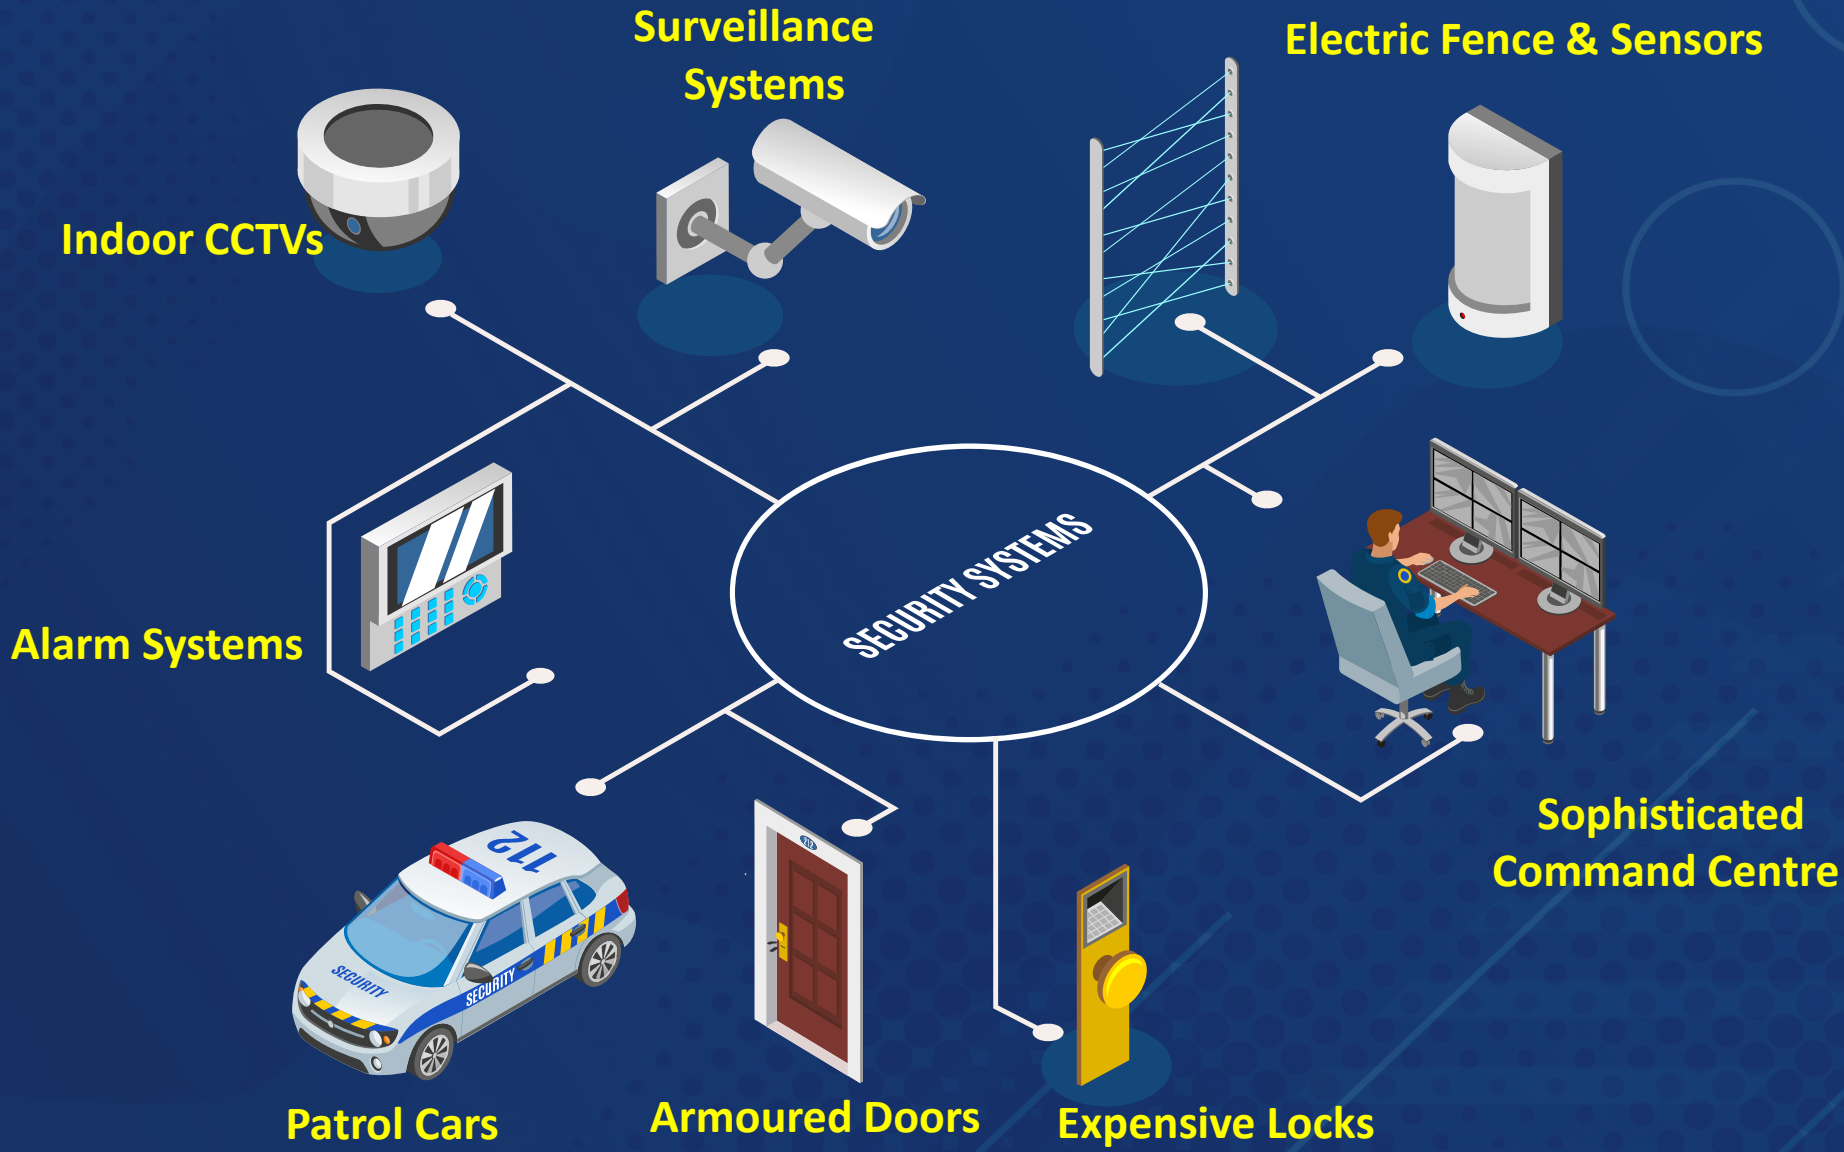 Surveillance
Systems
Electric Fence & Sensors
Indoor CCTVs
SECURITY SYSTEMS
Alarm Systems
Sophisticated
Command Centre
112
SECURITY
SECURITY
212
Patrol Cars
Armoured Doors
Expensive Locks